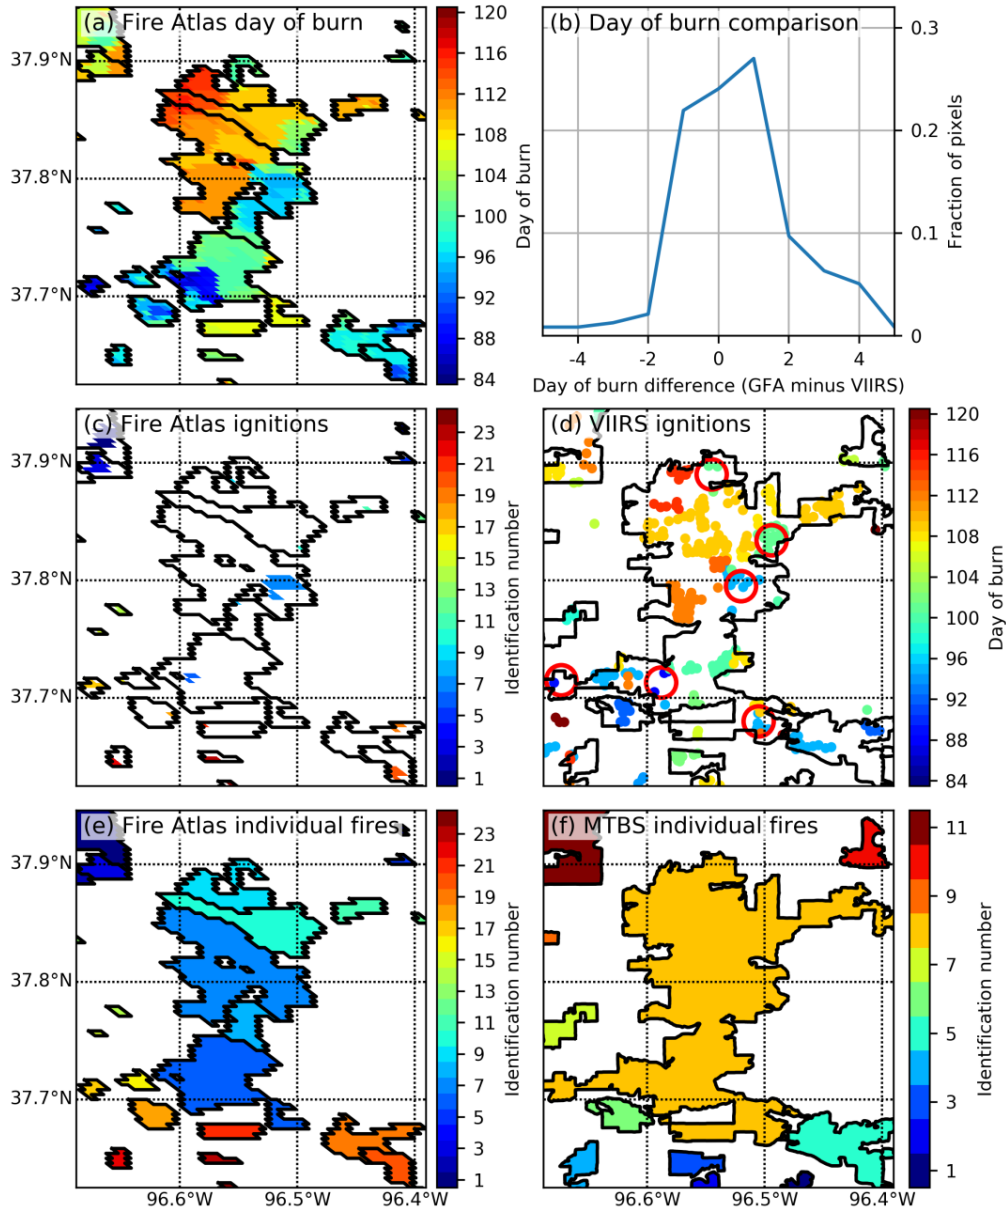 (a) Fire Atlas day of burn
37.9°N
37.8°N
37.7°N
120
116
112
108
104
100
96
92
88
84
Day of burn
(b) Day of burn comparison
0.3
0.2
0.1
0
Fraction of pixels
-4
-2
0
2
4
Day of burn difference (GFA minus VIIRS)
(c) Fire Atlas ignitions
37.9°N
37.8°N
37.7°N
23
21
19
17
15
13
11
9
7
5
3
1
Identification number
(d) VIIRS ignitions
120
116
112
108
104
100
96
92
88
84
Day of burn
(e) Fire Atlas individual fires
37.9°N
37.8°N
37.7°N
96.6°W
96.5°W
96.4°W
23
21
19
17
15
13
11
9
7
5
3
1
Identification number
(f) MTBS individual fires
96.6°W
96.5°W
96.4°W
11
9
7
5
3
1
Identification number